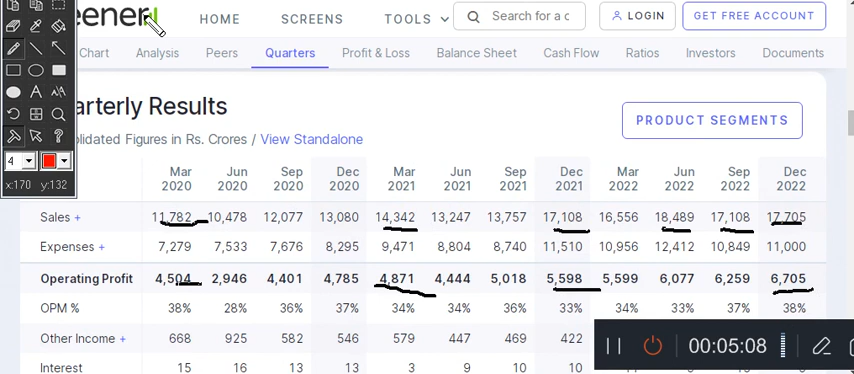 eener HOME SCREENS TOOLS Search for a c LOGIN GET FREE ACCOUNT
Chart Analysis Peers Quarters Profit & Loss Balance Sheet Cash Flow Ratios Investors Documents
arterly Results
PRODUCT SEGMENTS
olidated Figures in Rs. Crores / View Standalone
Mar 2020 Jun 2020 Sep 2020 Dec 2020 Mar 2021 Jun 2021 Sep 2021 Dec 2021 Mar 2022 Jun 2022 Sep 2022 Dec 2022
Sales + 11,782 10,478 12,077 13,080 14,342 13,247 13,757 17,108 16,556 18,489 17,108 17,705
Expenses + 7,279 7,533 7,676 8,295 9,471 8,804 8,740 11,510 10,956 12,412 10,849 11,000
Operating Profit 4,504 2,946 4,401 4,785 4,871 4,444 5,018 5,598 5,599 6,077 6,259 6,705
OPM % 38% 28% 36% 37% 34% 34% 36% 33% 34% 33% 37% 38%
Other Income + 668 925 582 546 579 447 469 422
Interest 15 16 13 13 3 9 10 10
A
4
x:170 y:132
00:05:08